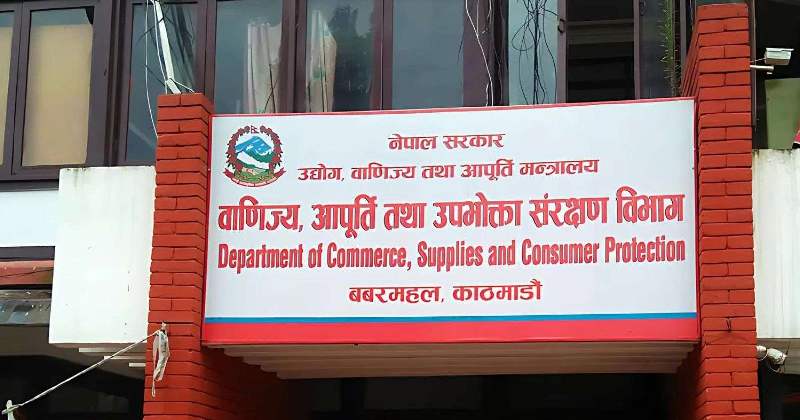 नेपाल सरकार
उद्योग, वाणिज्य तथा आपूर्ति मन्त्रालय
वाणिज्य, आपूर्ति तथा उपभोक्ता संरक्षण विभाग
Department of Commerce, Supplies and Consumer Protection
बबरमहल, काठमाडौं